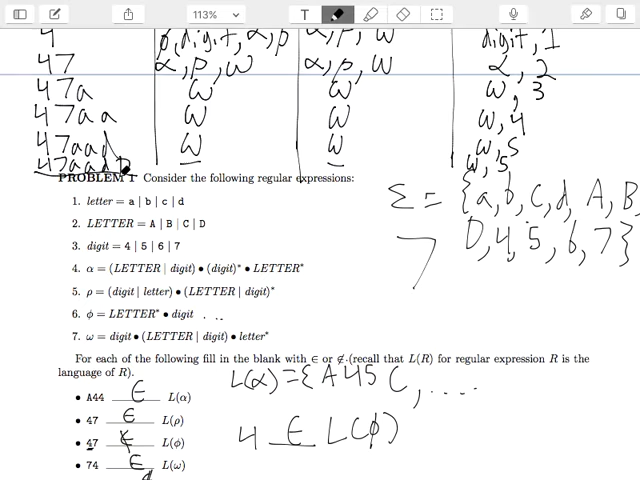 113%
4 ϕ, digit, α, ρ α, ρ, ω digit, 1
47 α, ρ, ω α, ρ, ω α, 2
47a ω ω ω, 3
47aa ω ω ω, 4
47aad ω ω ω, 5
47aadD ω, 5
PROBLEM 1 Consider the following regular expressions:
1. letter = a | b | c | d
2. LETTER = A | B | C | D
3. digit = 4 | 5 | 6 | 7
4. α = (LETTER | digit) • (digit)* • LETTER*
5. ρ = (digit | letter) • (LETTER | digit)*
6. ϕ = LETTER* • digit ...
7. ω = digit • (LETTER | digit) • letter*
Σ = {a, b, C, d, A, B,
D, 4, 5, 6, 7}
For each of the following fill in the blank with ∈ or ∉.(recall that L(R) for regular expression R is the
language of R).
L(α) = {A45C, ....
• A44 ∈ L(α)
• 47 ∈ L(ρ)
• 47 ∉ L(ϕ)
• 74 ∈ L(ω)
4 ∈ L(ϕ)